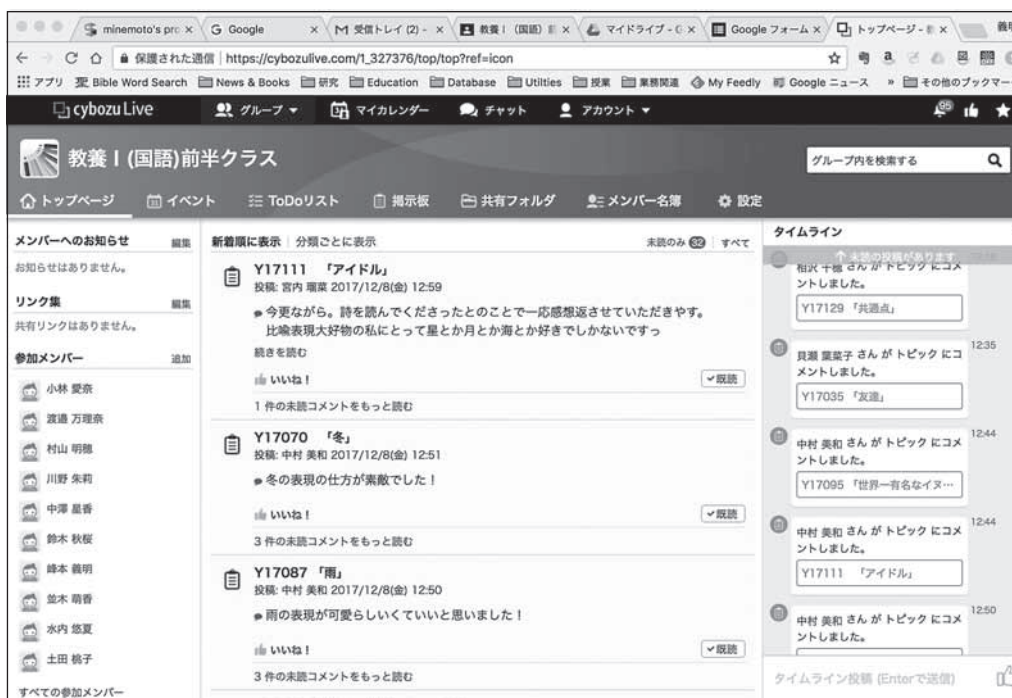 minemoto's pro
Google
受信トレイ (2) -
教養Ⅰ(国語)
マイドライブ - G
Google フォーム
トップページ -
保護された通信 | https://cybozulive.com/1_327376/top/top?ref=icon
アプリ Bible Word Search News & Books 研究 Education Database Utilties 授業 業務関連 My Feedly Google ニュース » その他のブックマー
cybozu Live グループ ▼ マイカレンダー チャット アカウント ▼ 95
教養Ⅰ(国語)前半クラス
グループ内を検索する
トップページ イベント ToDoリスト 掲示板 共有フォルダ メンバー名簿 設定
メンバーへのお知らせ 編集
お知らせはありません。
リンク集 編集
共有リンクはありません。
参加メンバー 追加
小林 愛奈
渡邉 万理奈
村山 明穂
川野 朱莉
中澤 星香
鈴木 秋桜
峰本 義明
並木 萌香
水内 悠夏
土田 桃子
すべての参加メンバー
新着順に表示 | 分類ごとに表示 未読のみ 32 | すべて
Y17111 「アイドル」
投稿: 宮内 瑠菜 2017/12/8(金) 12:59
今更ながら。詩を読んでくださったとのことで一応感想返させていただきやす。
比喩表現大好物の私にとって星とか月とか海とか好きでしかないですっ
続きを読む
いいね! ✓既読
1 件の未読コメントをもっと読む
Y17070 「冬」
投稿: 中村 美和 2017/12/8(金) 12:51
冬の表現の仕方が素敵でした!
いいね! ✓既読
3 件の未読コメントをもっと読む
Y17087 「雨」
投稿: 中村 美和 2017/12/8(金) 12:50
雨の表現が可愛らしいくていいと思いました!
いいね! ✓既読
3 件の未読コメントをもっと読む
タイムライン
↑ 未読の投稿があります
相沢 千穂 さん が トピック にコメ
ントしました。
Y17129 「共通点」
12:35
貝瀬 葉菜子 さん が トピック にコ
メントしました。
Y17035 「友達」
12:44
中村 美和 さん が トピック にコメ
ントしました。
Y17095 「世界一有名なイヌ…
12:44
中村 美和 さん が トピック にコメ
ントしました。
Y17111 「アイドル」
12:50
中村 美和 さん が トピック にコメ
ントしました。
タイムライン投稿 (Enterで送信)